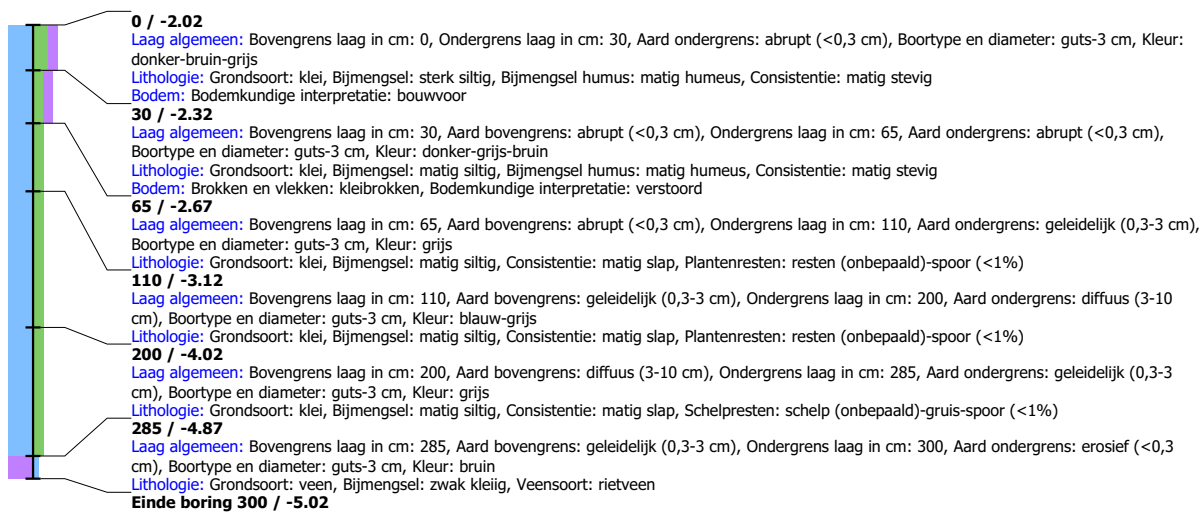 0 / -2.02
Laag algemeen: Bovengrens laag in cm: 0, Ondergrens laag in cm: 30, Aard ondergrens: abrupt (<0,3 cm), Boortype en diameter: guts-3 cm, Kleur:
donker-bruin-grijs
Lithologie: Grondsoort: klei, Bijmengsel: sterk siltig, Bijmengsel humus: matig humeus, Consistentie: matig stevig
Bodem: Bodemkundige interpretatie: bouwvoor
30 / -2.32
Laag algemeen: Bovengrens laag in cm: 30, Aard bovengrens: abrupt (<0,3 cm), Ondergrens laag in cm: 65, Aard ondergrens: abrupt (<0,3 cm),
Boortype en diameter: guts-3 cm, Kleur: donker-grijs-bruin
Lithologie: Grondsoort: klei, Bijmengsel: matig siltig, Bijmengsel humus: matig humeus, Consistentie: matig stevig
Bodem: Brokken en vlekken: kleibrokken, Bodemkundige interpretatie: verstoord
65 / -2.67
Laag algemeen: Bovengrens laag in cm: 65, Aard bovengrens: abrupt (<0,3 cm), Ondergrens laag in cm: 110, Aard ondergrens: geleidelijk (0,3-3 cm),
Boortype en diameter: guts-3 cm, Kleur: grijs
Lithologie: Grondsoort: klei, Bijmengsel: matig siltig, Consistentie: matig slap, Plantenresten: resten (onbepaald)-spoor (<1%)
110 / -3.12
Laag algemeen: Bovengrens laag in cm: 110, Aard bovengrens: geleidelijk (0,3-3 cm), Ondergrens laag in cm: 200, Aard ondergrens: diffuus (3-10
cm), Boortype en diameter: guts-3 cm, Kleur: blauw-grijs
Lithologie: Grondsoort: klei, Bijmengsel: matig siltig, Consistentie: matig slap, Plantenresten: resten (onbepaald)-spoor (<1%)
200 / -4.02
Laag algemeen: Bovengrens laag in cm: 200, Aard bovengrens: diffuus (3-10 cm), Ondergrens laag in cm: 285, Aard ondergrens: geleidelijk (0,3-3
cm), Boortype en diameter: guts-3 cm, Kleur: grijs
Lithologie: Grondsoort: klei, Bijmengsel: matig siltig, Consistentie: matig slap, Schelpresten: schelp (onbepaald)-gruis-spoor (<1%)
285 / -4.87
Laag algemeen: Bovengrens laag in cm: 285, Aard bovengrens: geleidelijk (0,3-3 cm), Ondergrens laag in cm: 300, Aard ondergrens: erosief (<0,3
cm), Boortype en diameter: guts-3 cm, Kleur: bruin
Lithologie: Grondsoort: veen, Bijmengsel: zwak kleiig, Veensoort: rietveen
Einde boring 300 / -5.02